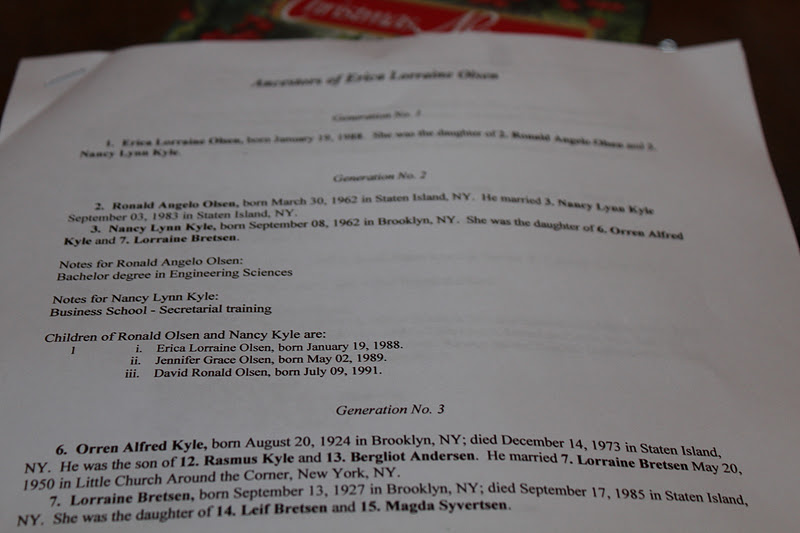 Christmas
Ancestors of Erica Lorraine Olsen
Generation No. 1
1. Erica Lorraine Olsen, born January 19, 1988. She was the daughter of 2. Ronald Angelo Olsen and 3.
Nancy Lynn Kyle.
Generation No. 2
2. Ronald Angelo Olsen, born March 30, 1962 in Staten Island, NY. He married 3. Nancy Lynn Kyle
September 03, 1983 in Staten Island, NY.
3. Nancy Lynn Kyle, born September 08, 1962 in Brooklyn, NY. She was the daughter of 6. Orren Alfred
Kyle and 7. Lorraine Bretsen.
Notes for Ronald Angelo Olsen:
Bachelor degree in Engineering Sciences
Notes for Nancy Lynn Kyle:
Business School - Secretarial training
Children of Ronald Olsen and Nancy Kyle are:
1 i. Erica Lorraine Olsen, born January 19, 1988.
ii. Jennifer Grace Olsen, born May 02, 1989.
iii. David Ronald Olsen, born July 09, 1991.
Generation No. 3
6. Orren Alfred Kyle, born August 20, 1924 in Brooklyn, NY; died December 14, 1973 in Staten Island,
NY. He was the son of 12. Rasmus Kyle and 13. Bergliot Andersen. He married 7. Lorraine Bretsen May 20,
1950 in Little Church Around the Corner, New York, NY.
7. Lorraine Bretsen, born September 13, 1927 in Brooklyn, NY; died September 17, 1985 in Staten Island,
NY. She was the daughter of 14. Leif Bretsen and 15. Magda Syvertsen.